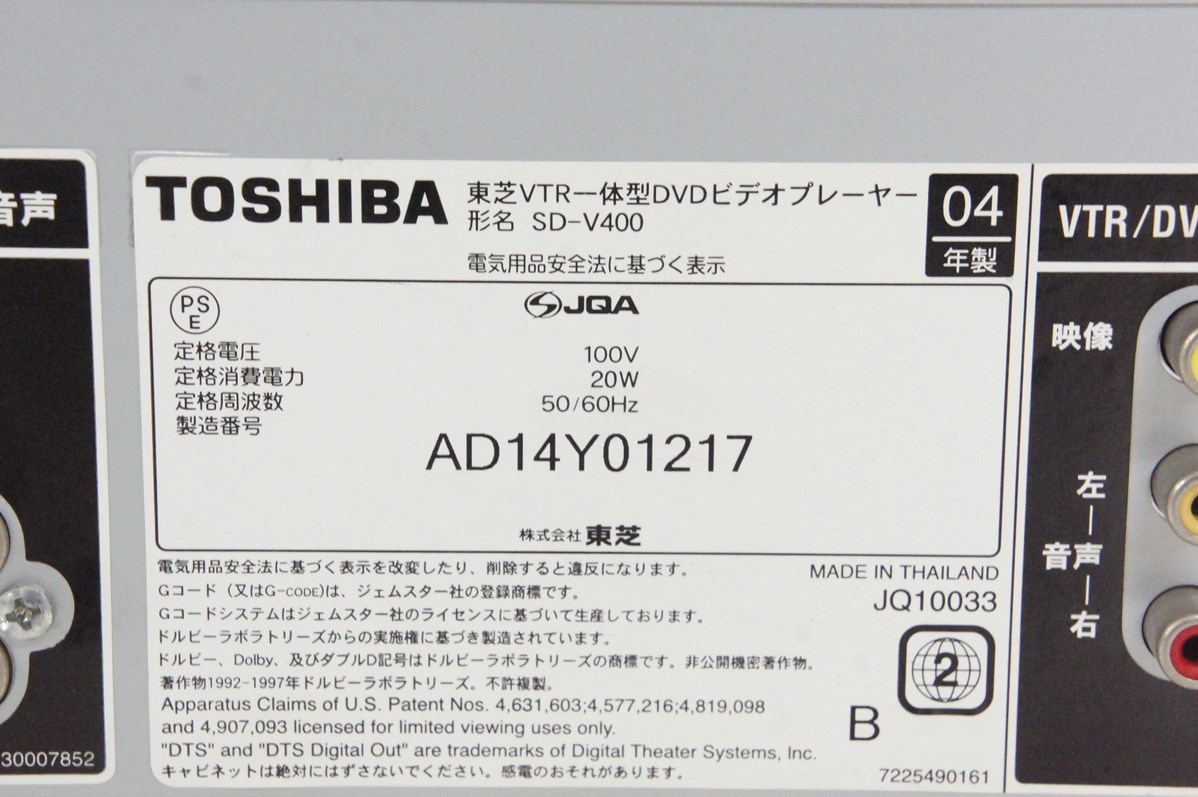 音声
30007852
TOSHIBA
東芝VTR一体型DVDビデオプレーヤー
形名 SD-V400
電気用品安全法に基づく表示
04
年製
PS
E
JQA
定格電圧 100V
定格消費電力 20W
定格周波数 50/60Hz
製造番号
AD14Y01217
株式会社 東芝
電気用品安全法に基づく表示を改変したり、削除すると違反になります。
Gコード（又はG-CODE)は、ジェムスター社の登録商標です。
Gコードシステムはジェムスター社のライセンスに基づいて生産しております。
ドルビーラボラトリーズからの実施権に基づき製造されています。
ドルビー、Dolby、及びダブルD記号はドルビーラボラトリーズの商標です。非公開機密著作物。
著作物1992-1997年ドルビーラボラトリーズ。不許複製。
Apparatus Claims of U.S. Patent Nos. 4,631,603;4,577,216;4,819,098
and 4,907,093 licensed for limited viewing uses only.
"DTS" and "DTS Digital Out" are trademarks of Digital Theater Systems, Inc.
キャビネットは絶対にはずさないでください。感電のおそれがあります。
MADE IN THAILAND
JQ10033
2
B
7225490161
VTR/DV
映像
左
音声
右